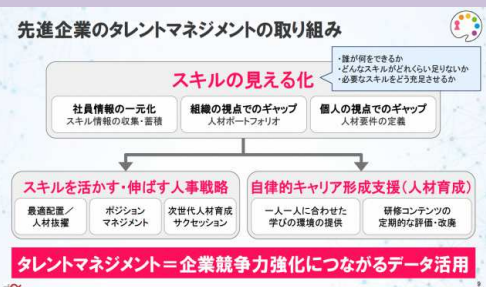 先進企業のタレントマネジメントの取り組み
・誰が何をできるか
・どんなスキルがどれくらい足りないか
・必要なスキルをどう充足させるか
スキルの見える化
社員情報の一元化
スキル情報の収集・蓄積
組織の視点でのギャップ
人材ポートフォリオ
個人の視点でのギャップ
人材要件の定義
スキルを活かす・伸ばす人事戦略
最適配置／
人材抜擢
ポジション
マネジメント
次世代人材育成
サクセッション
自律的キャリア形成支援(人材育成)
一人一人に合わせた
学びの環境の提供
研修コンテンツの
定期的な評価・改廃
タレントマネジメント＝企業競争力強化につながるデータ活用
9